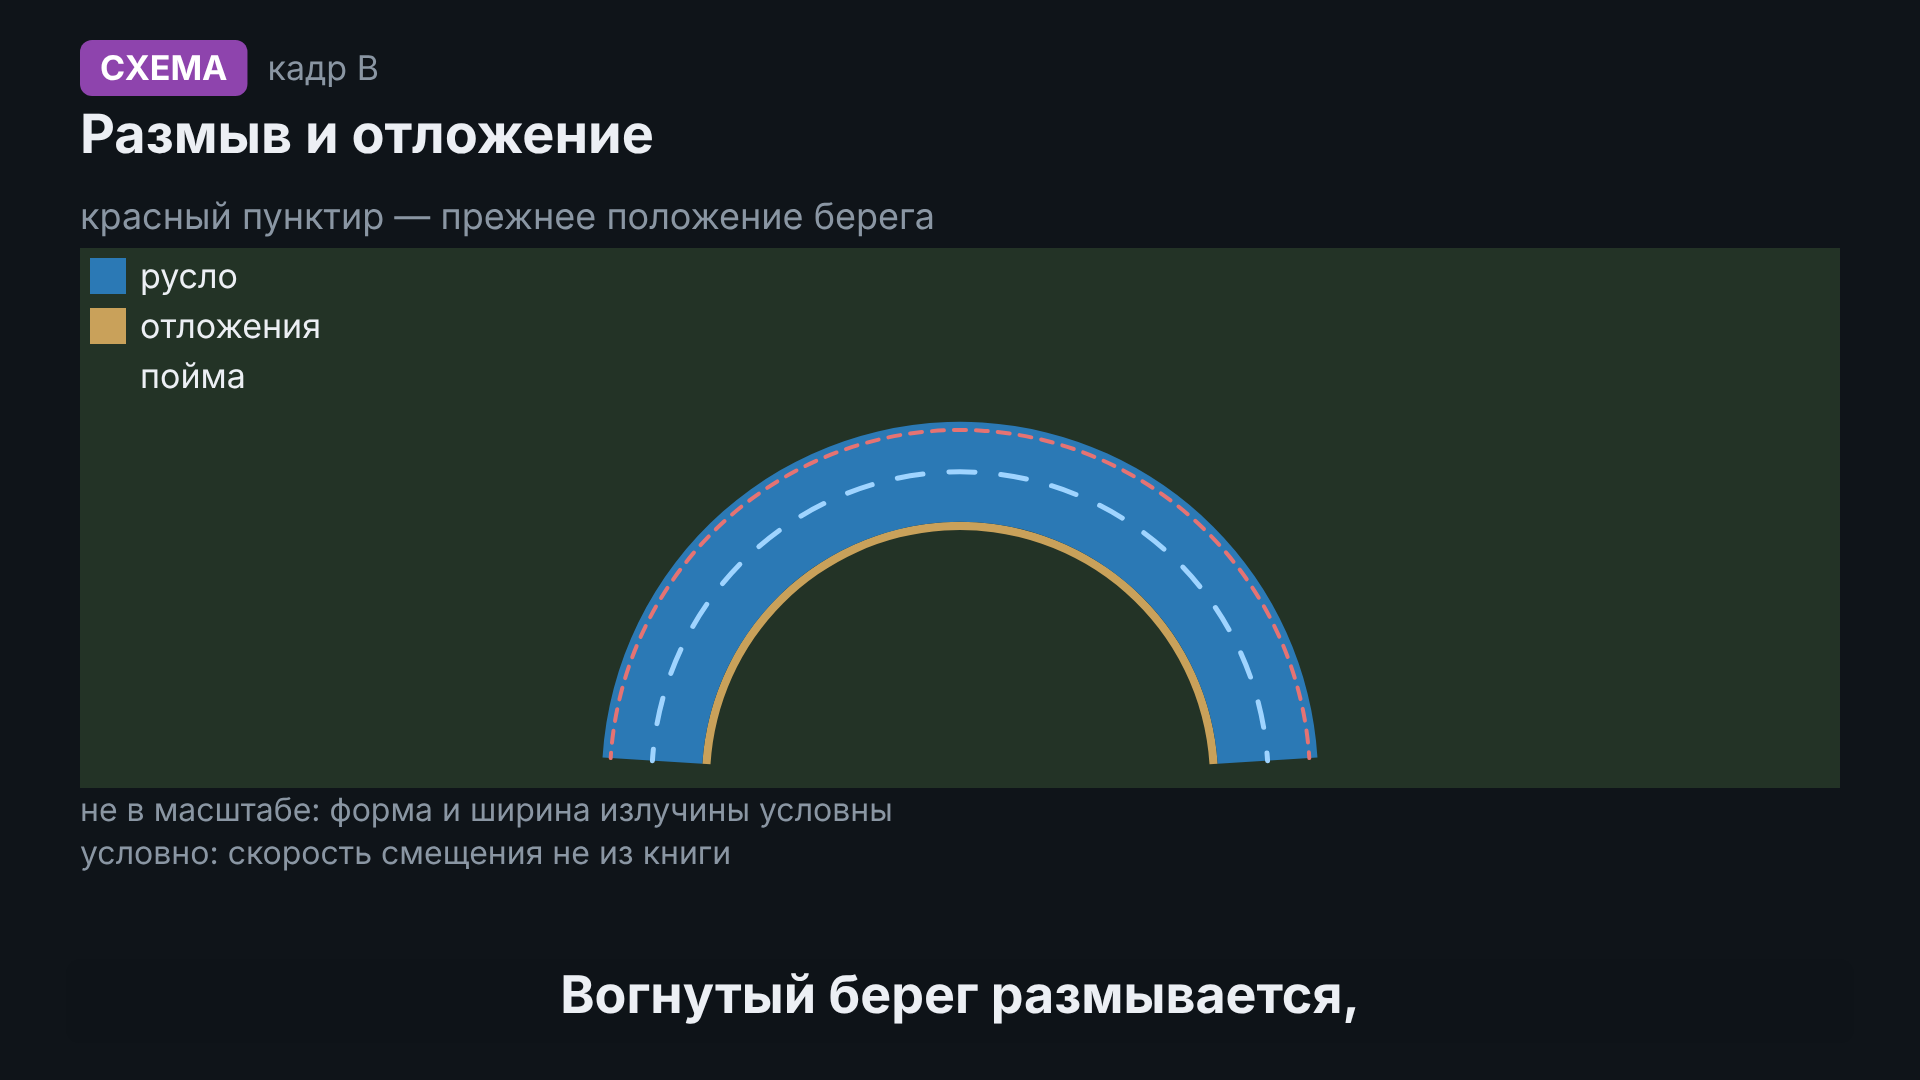 СХЕМА кадр B
Размыв и отложение
красный пунктир — прежнее положение берега
русло
отложения
пойма
не в масштабе: форма и ширина излучины условны
условно: скорость смещения не из книги
Вогнутый берег размывается,